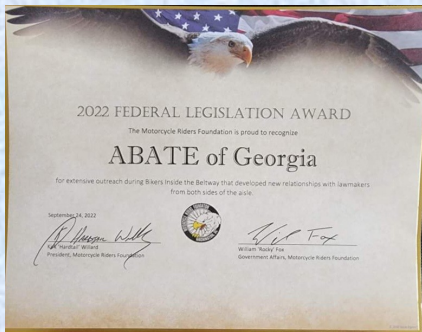 2022 FEDERAL LEGISLATION AWARD
The Motorcycle Riders Foundation is proud to recognize
ABATE of Georgia
for extensive outreach during Bikers Inside the Beltway that developed new relationships with lawmakers
from both sides of the aisle.
September 24, 2022
Kirk 'Hardtail' Willard
President, Motorcycle Riders Foundation
William 'Rocky' Fox
Government Affairs, Motorcycle Riders Foundation